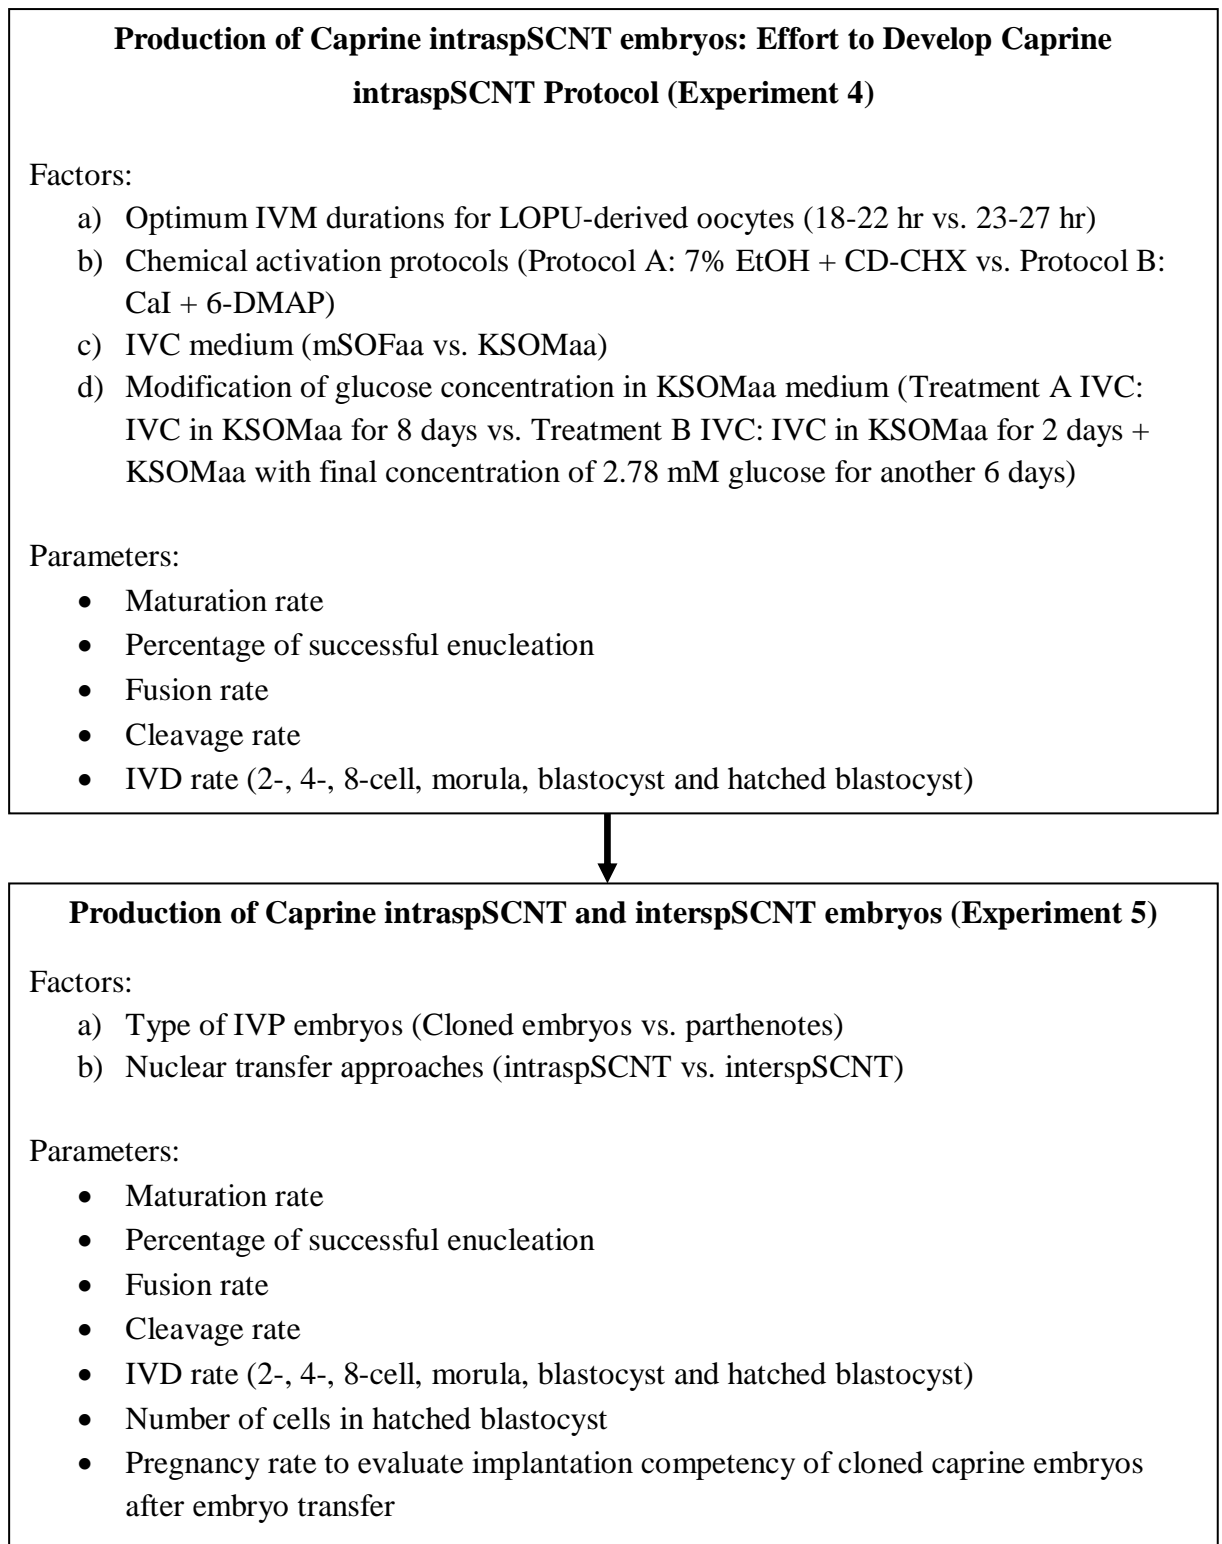 Production of Caprine intraspSCNT embryos: Effort to Develop Caprine
intraspSCNT Protocol (Experiment 4)
Factors:
a) Optimum IVM durations for LOPU-derived oocytes (18-22 hr vs. 23-27 hr)
b) Chemical activation protocols (Protocol A: 7% EtOH + CD-CHX vs. Protocol B:
CaI + 6-DMAP)
c) IVC medium (mSOFaa vs. KSOMaa)
d) Modification of glucose concentration in KSOMaa medium (Treatment A IVC:
IVC in KSOMaa for 8 days vs. Treatment B IVC: IVC in KSOMaa for 2 days +
KSOMaa with final concentration of 2.78 mM glucose for another 6 days)
Parameters:
• Maturation rate
• Percentage of successful enucleation
• Fusion rate
• Cleavage rate
• IVD rate (2-, 4-, 8-cell, morula, blastocyst and hatched blastocyst)
Production of Caprine intraspSCNT and interspSCNT embryos (Experiment 5)
Factors:
a) Type of IVP embryos (Cloned embryos vs. parthenotes)
b) Nuclear transfer approaches (intraspSCNT vs. interspSCNT)
Parameters:
• Maturation rate
• Percentage of successful enucleation
• Fusion rate
• Cleavage rate
• IVD rate (2-, 4-, 8-cell, morula, blastocyst and hatched blastocyst)
• Number of cells in hatched blastocyst
• Pregnancy rate to evaluate implantation competency of cloned caprine embryos
after embryo transfer